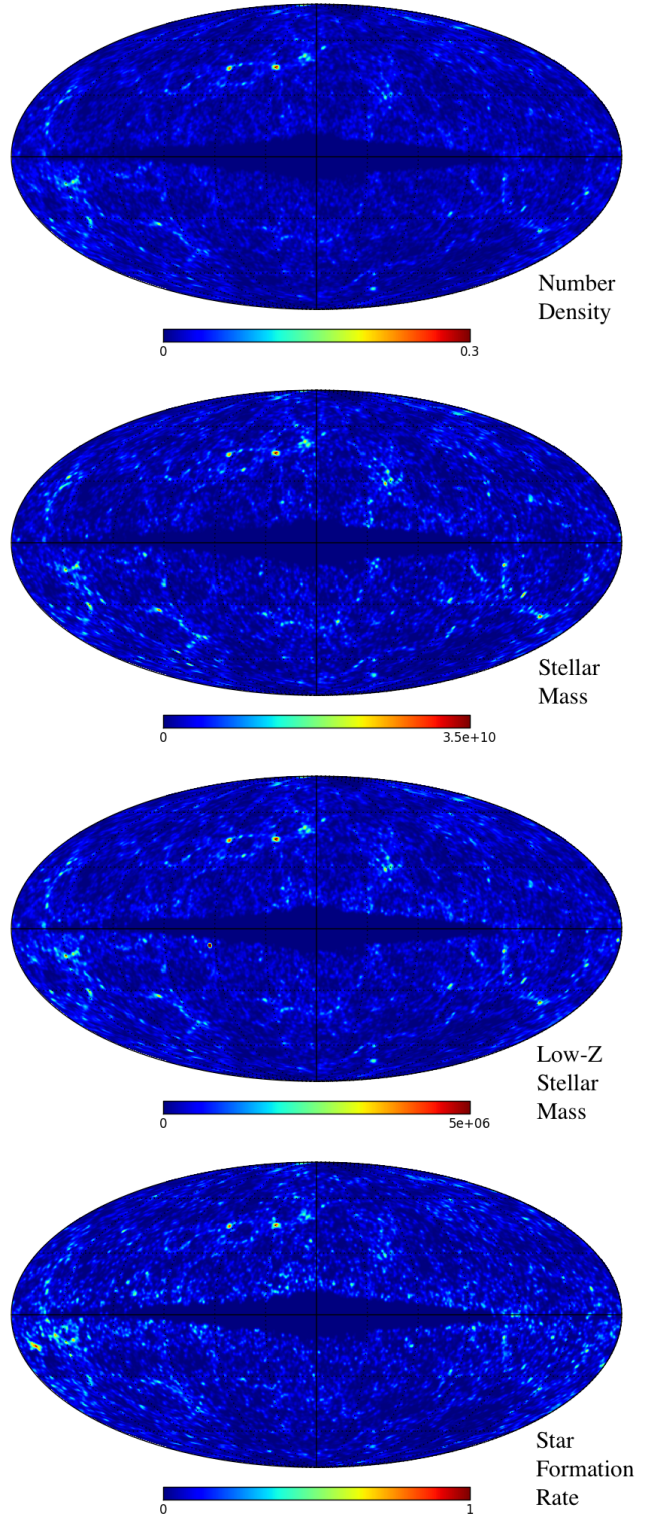 Number
Density
0 0.3
Stellar
Mass
0 3.5e+10
Low-Z
Stellar
Mass
0 5e+06
Star
Formation
Rate
0 1